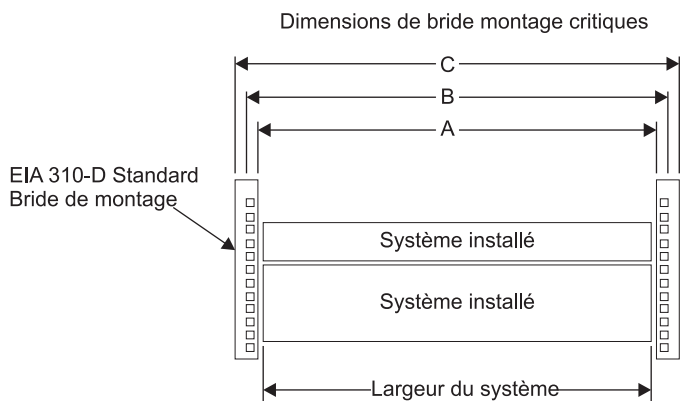 Dimensions de bride montage critiques
C
B
A
EIA 310-D Standard
Bride de montage
Système installé
Système installé
Largeur du système